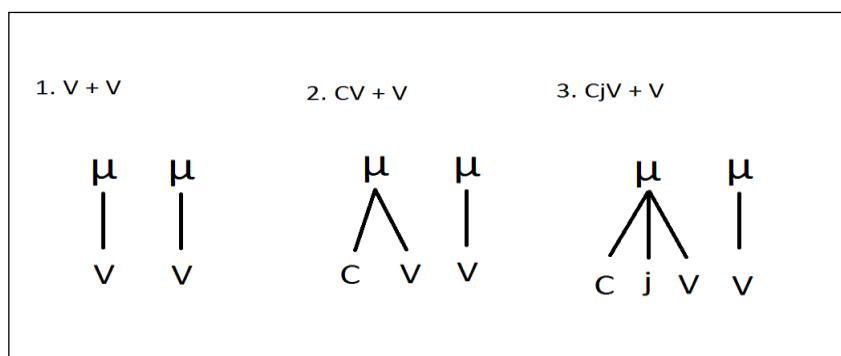 1. V + V
2. CV + V
3. CjV + V
μ μ μ μ μ μ
V V C V V C j V V